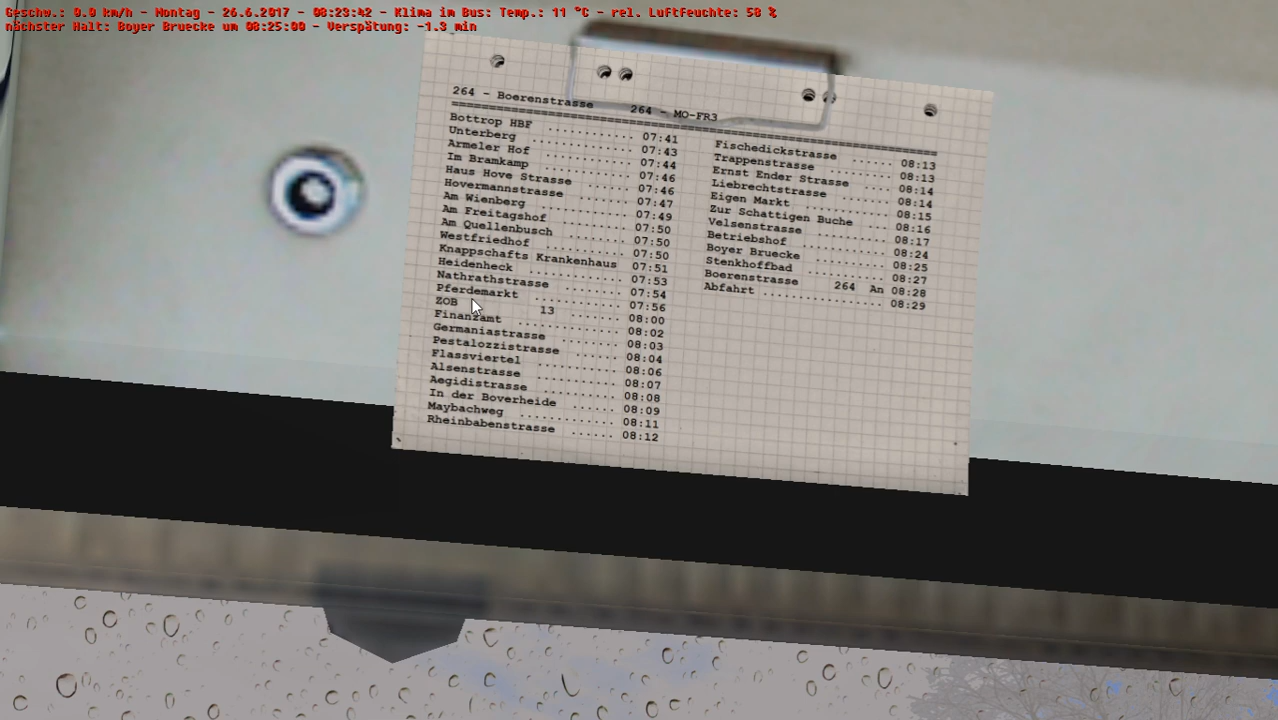 Geschw.: 0.0 km/h - Montag - 26.6.2017 - 08:23:42 - Klima im Bus: Temp.: 11 °C - rel. Luftfeuchte: 58 %
nächster Halt: Boyer Bruecke um 08:25:00 - Verspätung: -1.3 min
264 - Boerenstrasse 264 - MO-FR3
==================================================
Bottrop HBF ........... 07:41
Unterberg ............. 07:43
Armeler Hof ........... 07:44
Im Bramkamp ........... 07:46
Haus Hove Strasse ...... 07:46
Hovermannstrasse ...... 07:47
Am Wienberg ........... 07:49
Am Freitagshof ........ 07:50
Am Quellenbusch ....... 07:50
Westfriedhof .......... 07:50
Knappschafts Krankenhaus 07:51
Heidenheck ............ 07:53
Nathrathstrasse ....... 07:54
Pferdemarkt ........... 07:56
ZOB 13 ....... 08:00
Finanzamt ............. 08:02
Germaniastrasse ....... 08:03
Pestalozzistrasse ..... 08:04
Flassviertel .......... 08:06
Alsenstrasse .......... 08:07
Aegidistrasse ......... 08:08
In der Boverheide ...... 08:09
Maybachweg ............ 08:11
Rheinbabenstrasse ...... 08:12
Fischedickstrasse ...... 08:13
Trappenstrasse ........ 08:13
Ernst Ender Strasse .... 08:14
Liebrechtstrasse ...... 08:14
Eigen Markt ........... 08:15
Zur Schattigen Buche ... 08:16
Velsenstrasse ......... 08:17
Betriebshof ........... 08:24
Boyer Bruecke ......... 08:25
Stenkhoffbad .......... 08:27
Boerenstrasse 264 An 08:28
Abfahrt ................ 08:29